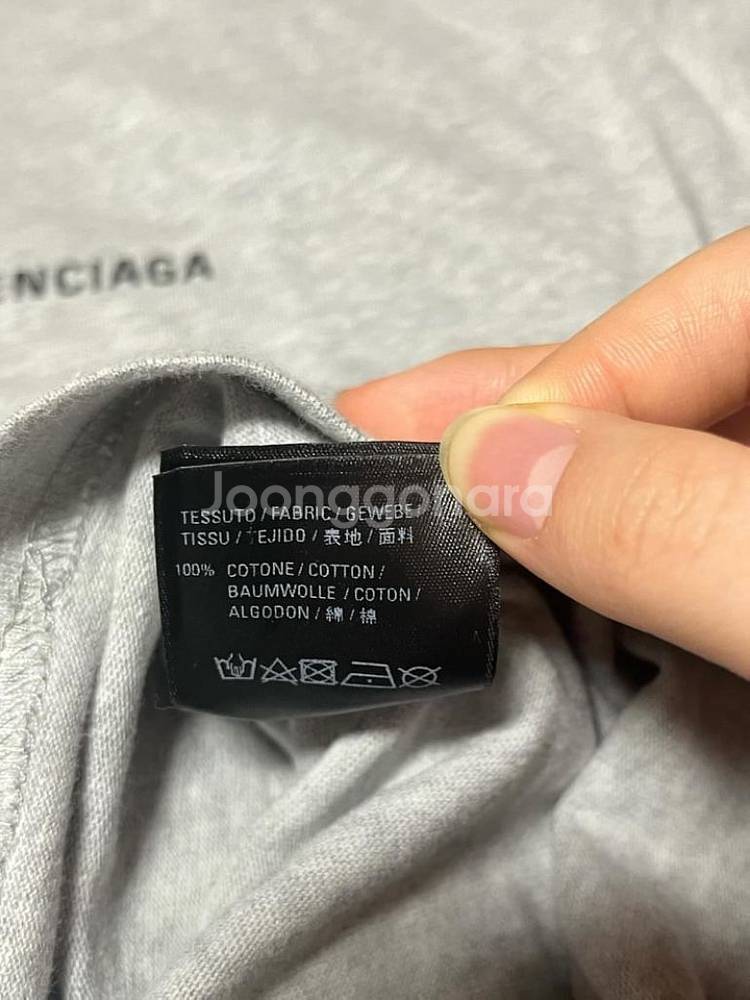 ENCIAGA
Joonggonara
TESSUTO / FABRIC / GEWEBE /
TISSU / TEJIDO / 表地 / 面料
100% COTONE / COTTON /
BAUMWOLLE / COTON /
ALGODON / 綿 / 棉